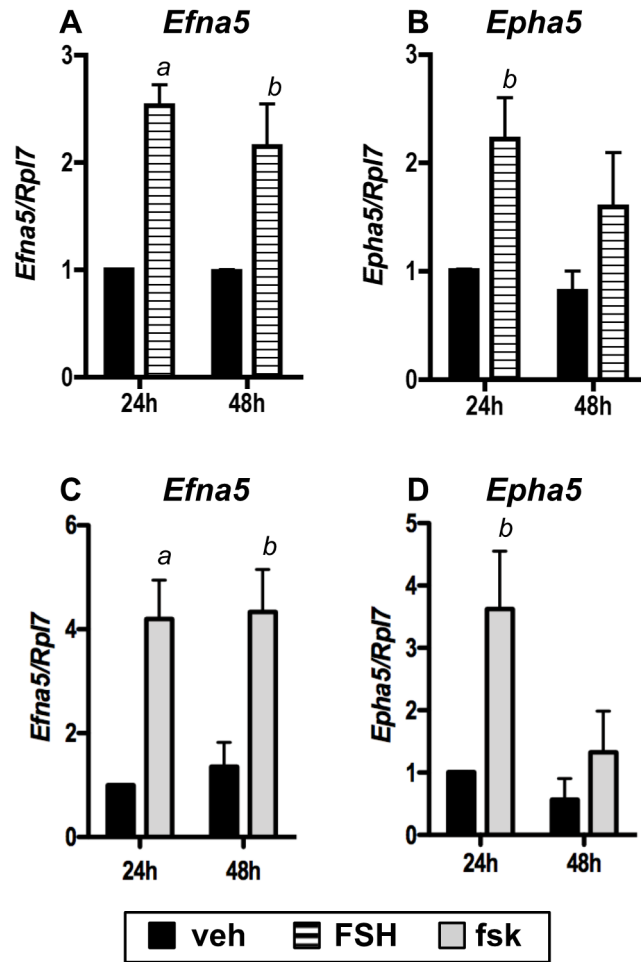 A Efna5
Efna5/Rpl7
3
2
1
0
a
b
24h 48h
B Epha5
Epha5/Rpl7
3
2
1
0
b
24h 48h
C Efna5
Efna5/Rpl7
6
4
2
0
a
b
24h 48h
D Epha5
Epha5/Rpl7
5
4
3
2
1
0
b
24h 48h
veh FSH fsk